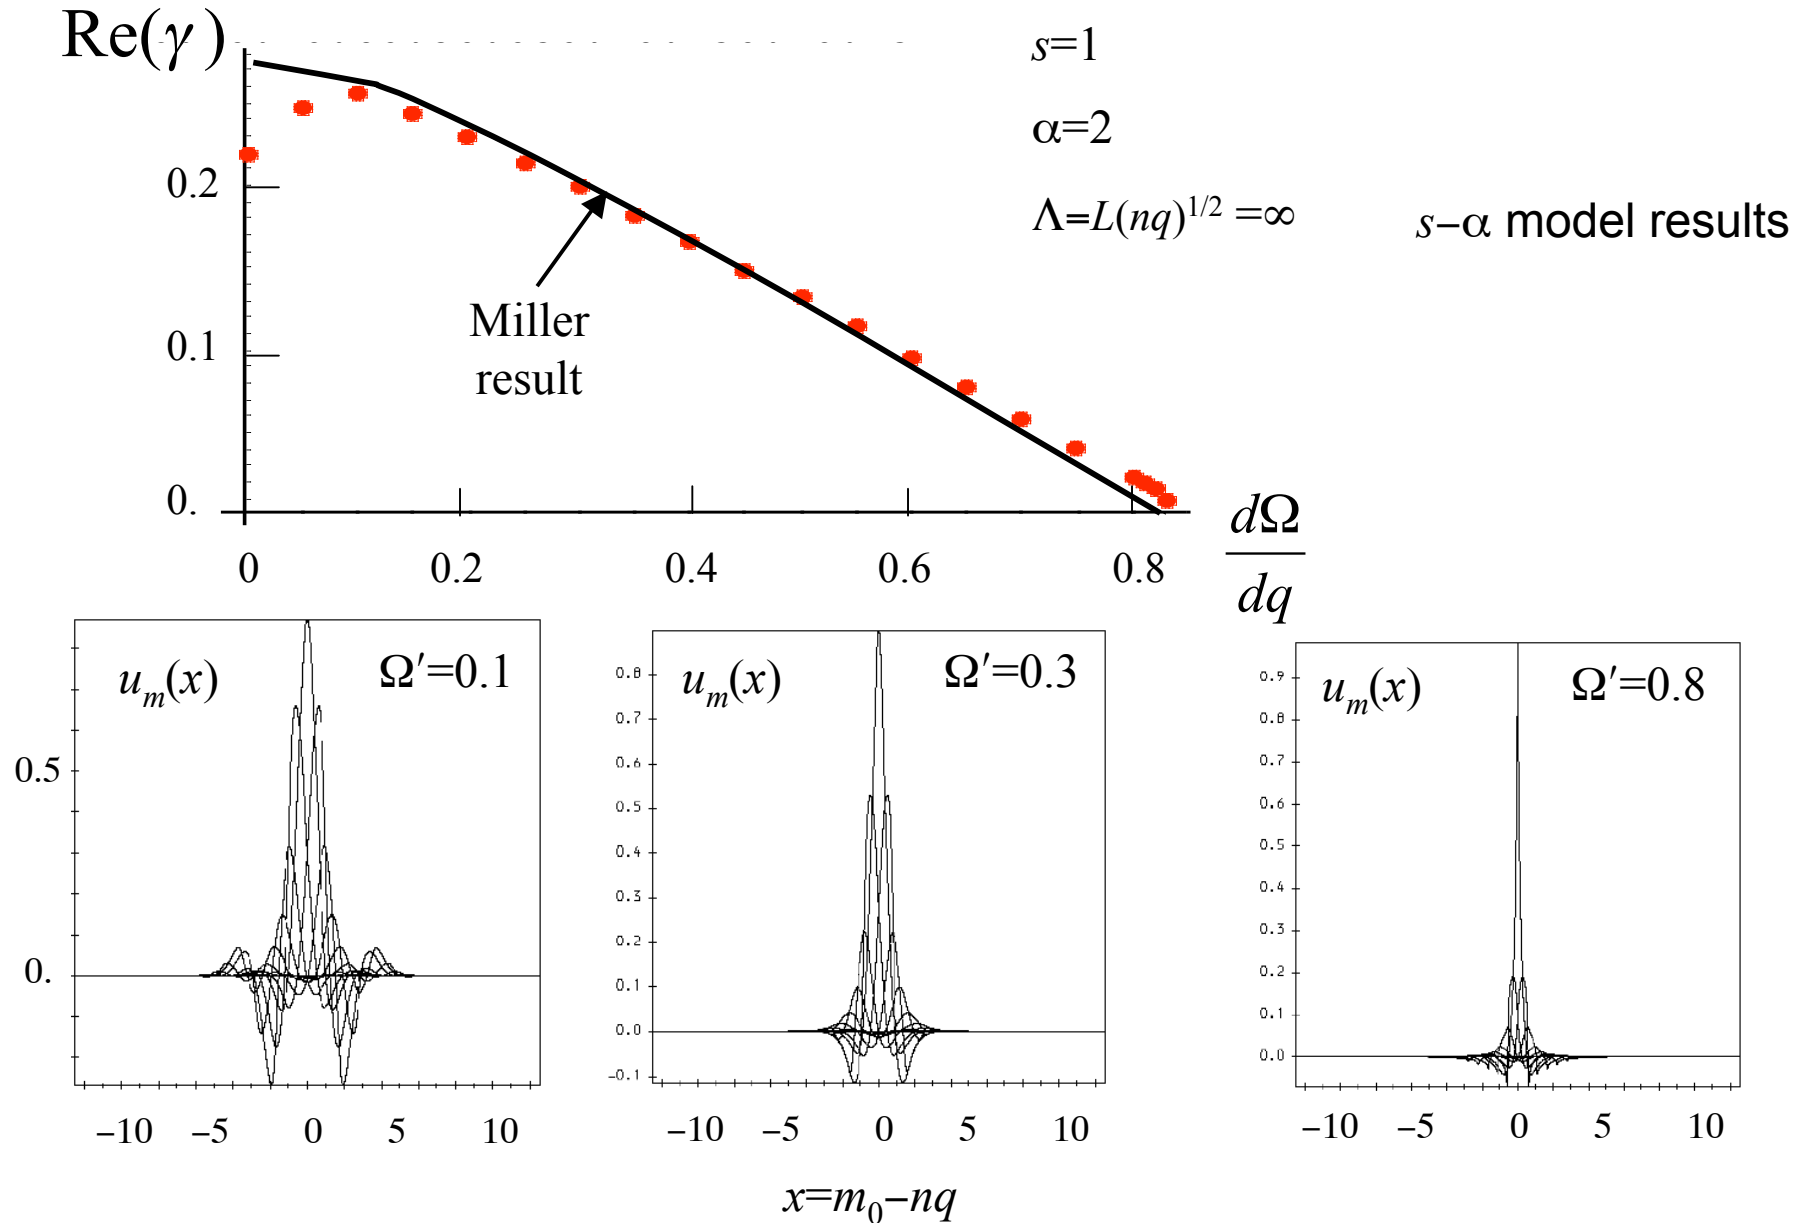 Re(γ)
s=1
α=2
Λ=L(nq)^{1/2} =∞
s−α model results
0.2
0.1
0.
Miller
result
0 0.2 0.4 0.6 0.8
dΩ
dq
u_m(x) Ω′=0.1
0.5
0.
−10 −5 0 5 10
u_m(x) Ω′=0.3
0.8
0.7
0.6
0.5
0.4
0.3
0.2
0.1
0.0
-0.1
−10 −5 0 5 10
u_m(x) Ω′=0.8
0.9
0.8
0.7
0.6
0.5
0.4
0.3
0.2
0.1
0.0
−10 −5 0 5 10
x=m_0−nq